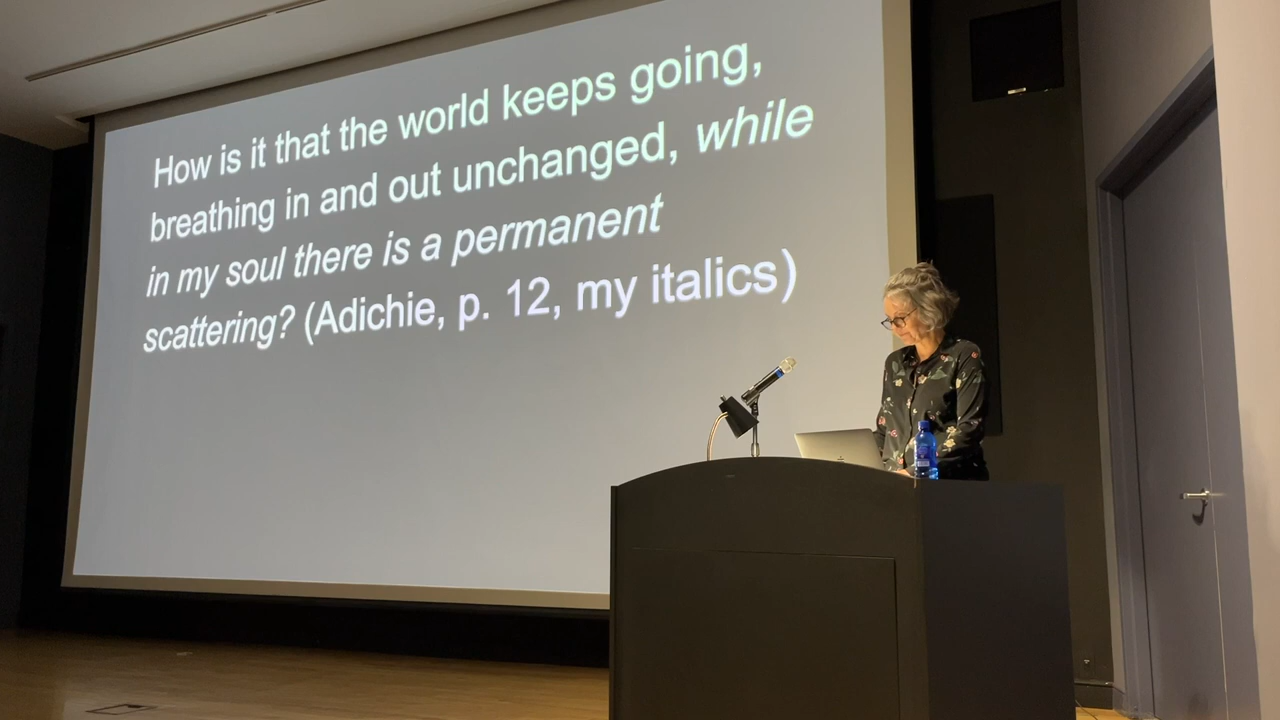 How is it that the world keeps going,
breathing in and out unchanged, while
in my soul there is a permanent
scattering? (Adichie, p. 12, my italics)